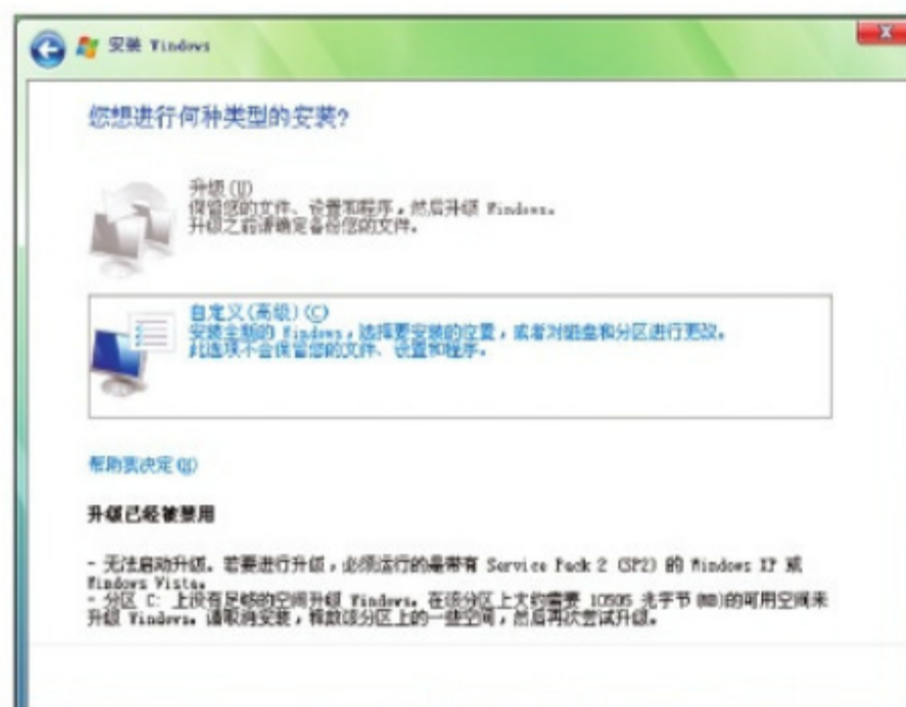 安装 Windows
您想进行何种类型的安装?
升级(U)
保留您的文件、设置和程序，然后升级 Windows。
升级之前请确定备份您的文件。
自定义(高级)(C)
安装全新的 Windows，选择要安装的位置，或者对磁盘和分区进行更改。
此选项不会保留您的文件、设置和程序。
帮助我决定(H)
升级已经被禁用
- 无法启动升级。若要进行升级，必须运行的是带有 Service Pack 2 (SP2) 的 Windows XP 或
Windows Vista。
- 分区 C: 上没有足够的空间升级 Windows。在该分区上大约需要 10505 兆字节(MB)的可用空间来
升级 Windows。请取消安装，释放该分区上的一些空间，然后再次尝试升级。